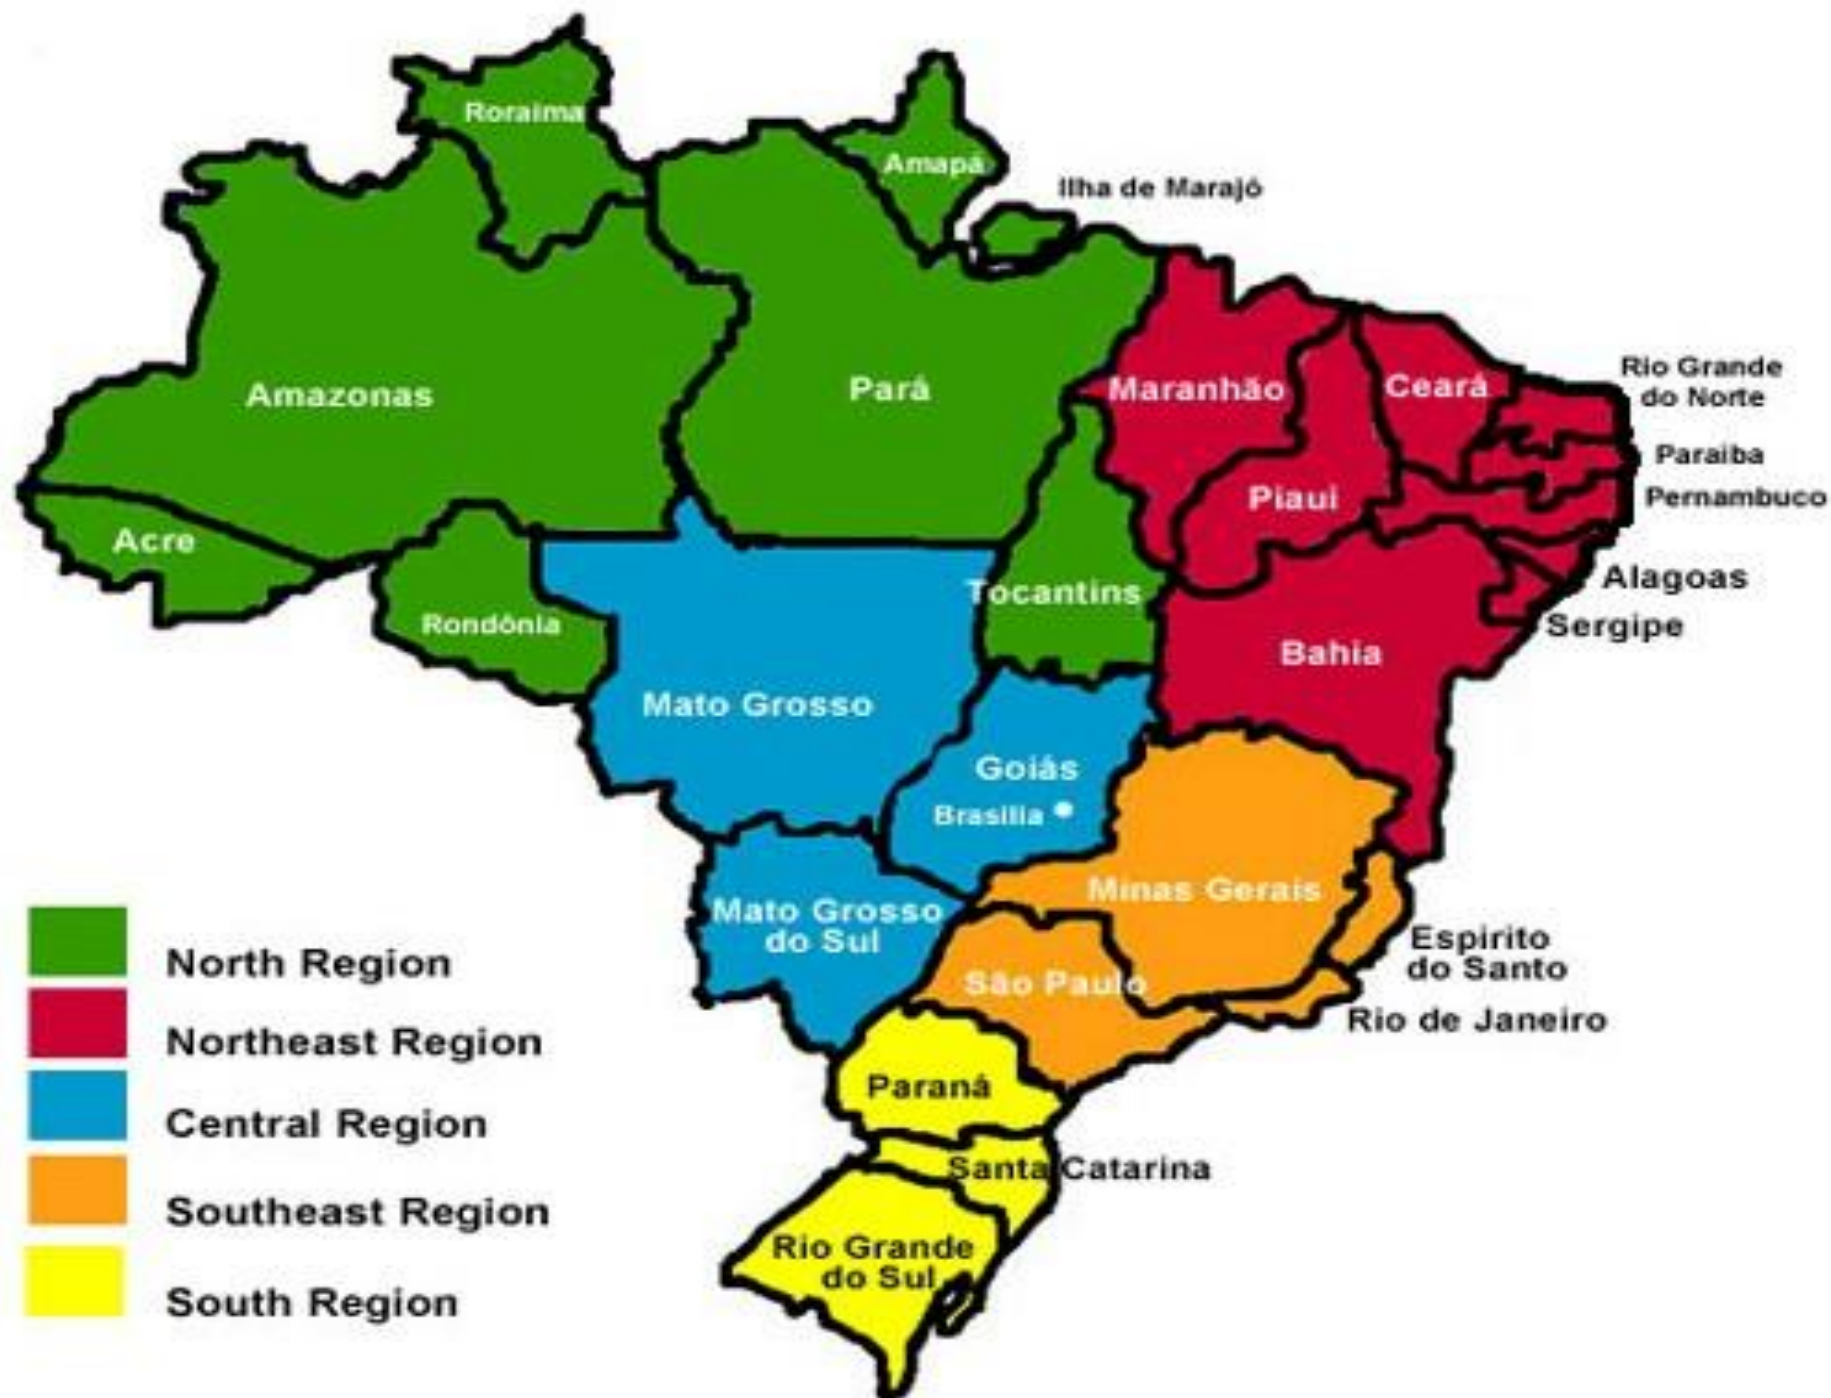 Roraima
Amapá
Ilha de Marajó
Amazonas
Pará
Maranhão
Ceará
Rio Grande
do Norte
Paraiba
Piaui
Pernambuco
Acre
Tocantins
Alagoas
Rondônia
Sergipe
Bahia
Mato Grosso
Goiás
Brasilia
Minas Gerais
Mato Grosso
do Sul
Espirito
do Santo
São Paulo
Rio de Janeiro
Paraná
Santa Catarina
Rio Grande
do Sul
North Region
Northeast Region
Central Region
Southeast Region
South Region